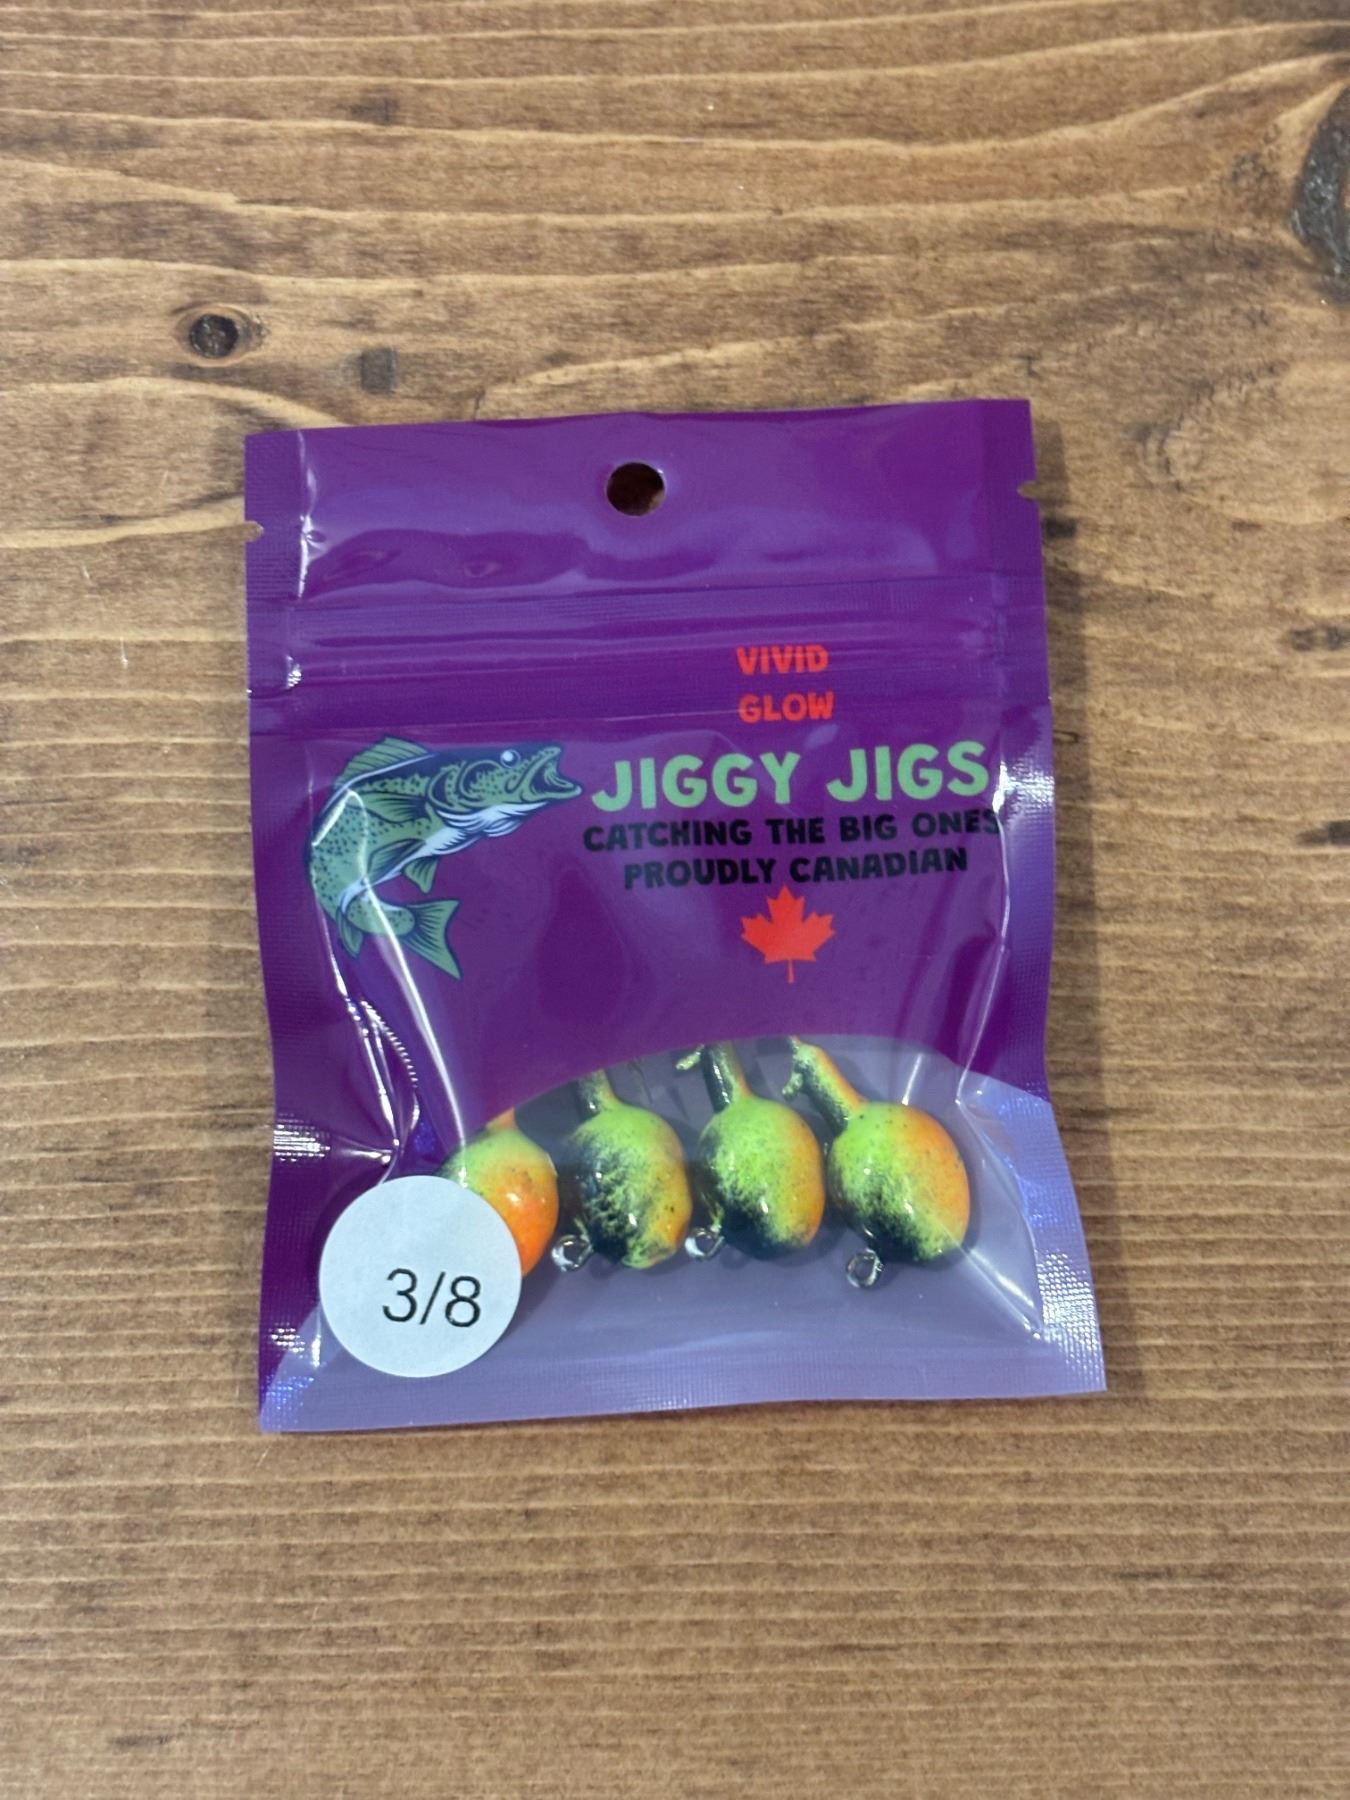 VIVID
GLOW
JIGGY JIGS
CATCHING THE BIG ONES
PROUDLY CANADIAN
3/8